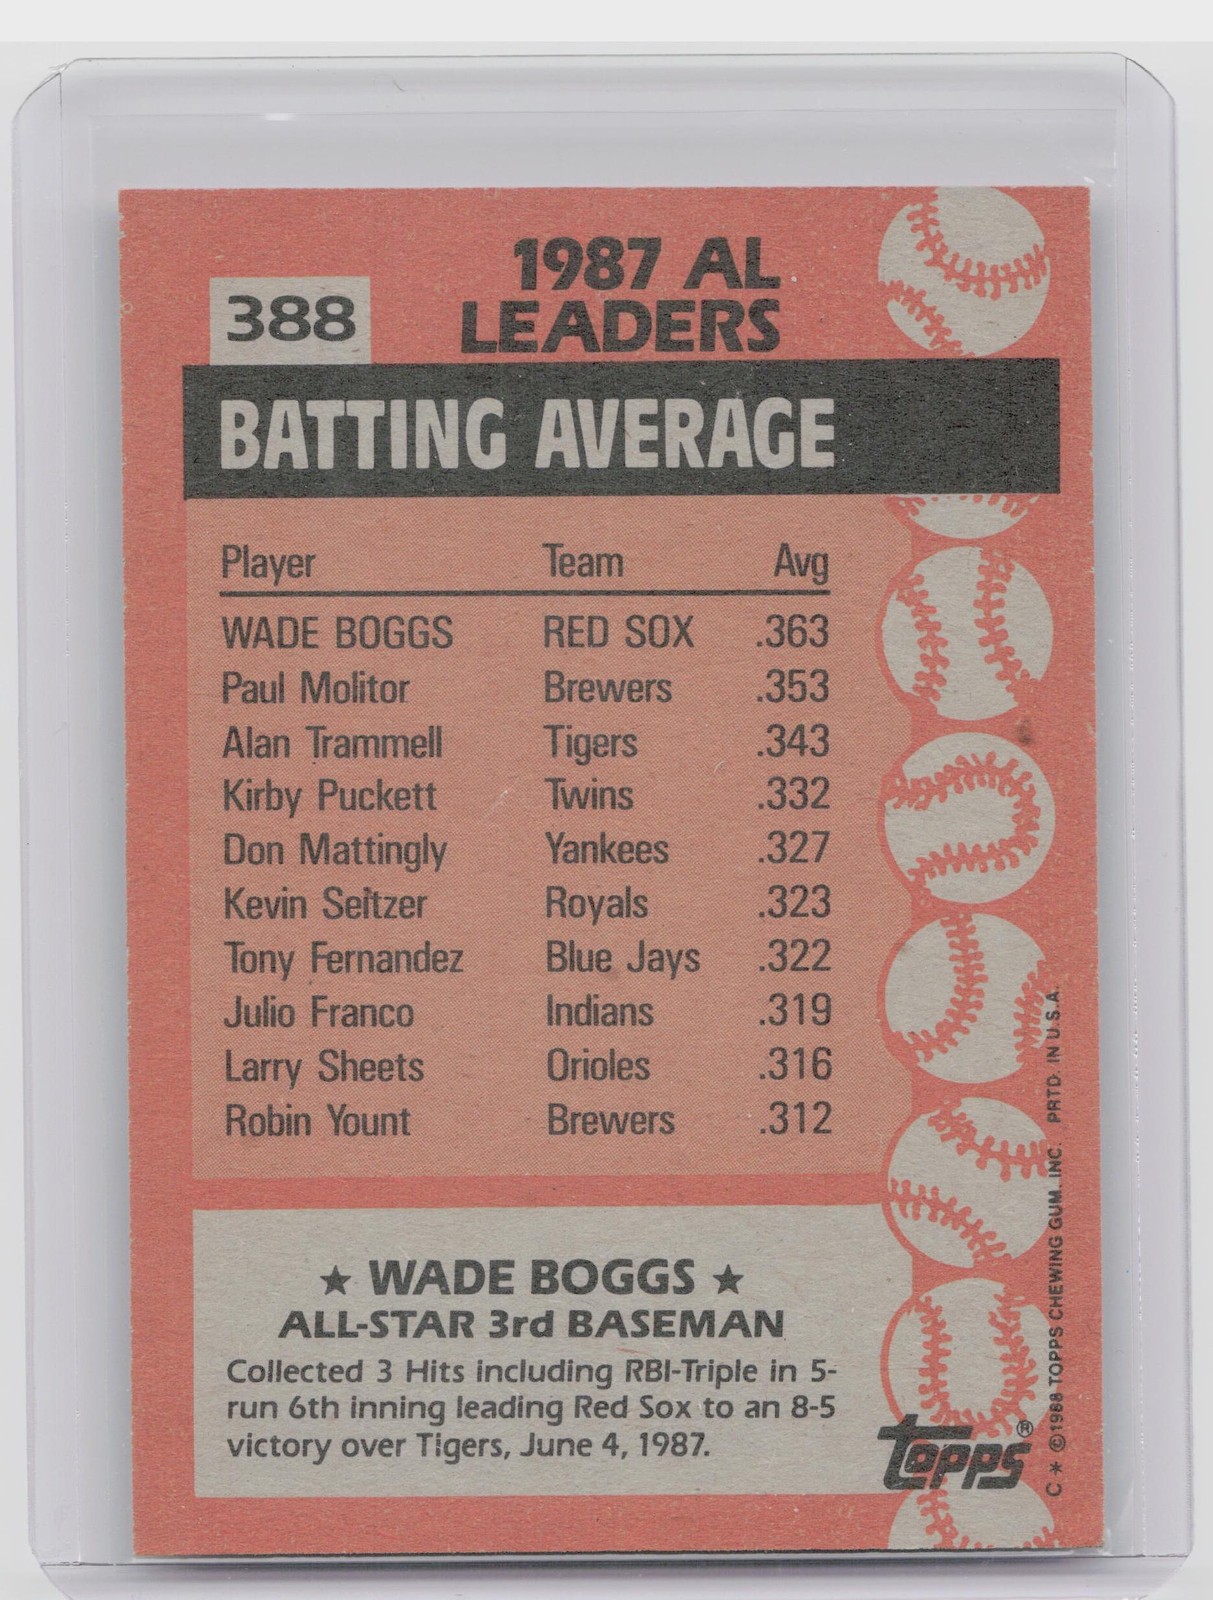 388
1987 AL
LEADERS
BATTING AVERAGE
Player Team Avg
WADE BOGGS RED SOX .363
Paul Molitor Brewers .353
Alan Trammell Tigers .343
Kirby Puckett Twins .332
Don Mattingly Yankees .327
Kevin Seitzer Royals .323
Tony Fernandez Blue Jays .322
Julio Franco Indians .319
Larry Sheets Orioles .316
Robin Yount Brewers .312
★ WADE BOGGS ★
ALL-STAR 3rd BASEMAN
Collected 3 Hits including RBI-Triple in 5-
run 6th inning leading Red Sox to an 8-5
victory over Tigers, June 4, 1987.
topps®
C * ©1988 TOPPS CHEWING GUM, INC. PRTD. IN U.S.A.